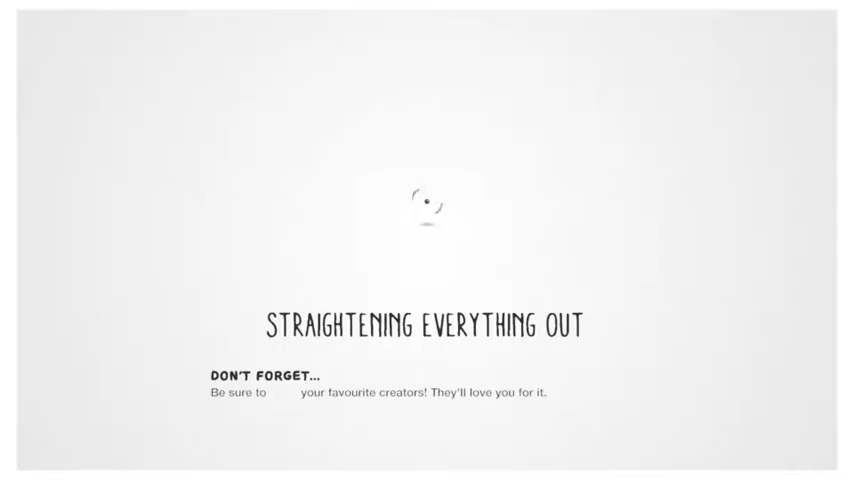 STRAIGHTENING EVERYTHING OUT
DON'T FORGET...
Be sure to your favourite creators! They'll love you for it.